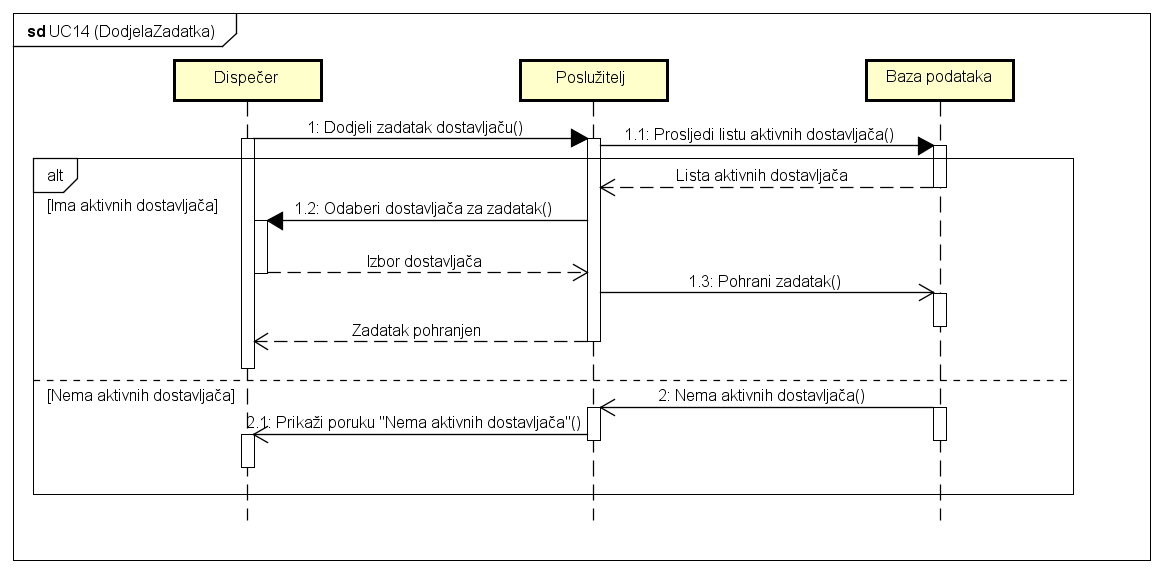 sd UC14 (DodjelaZadatka)
Dispečer
Poslužitelj
Baza podataka
1: Dodjeli zadatak dostavljaču()
1.1: Prosljedi listu aktivnih dostavljača()
alt
Lista aktivnih dostavljača
[Ima aktivnih dostavljača]
1.2: Odaberi dostavljača za zadatak()
Izbor dostavljača
1.3: Pohrani zadatak()
Zadatak pohranjen
[Nema aktivnih dostavljača]
2: Nema aktivnih dostavljača()
2.1: Prikaži poruku "Nema aktivnih dostavljača"()